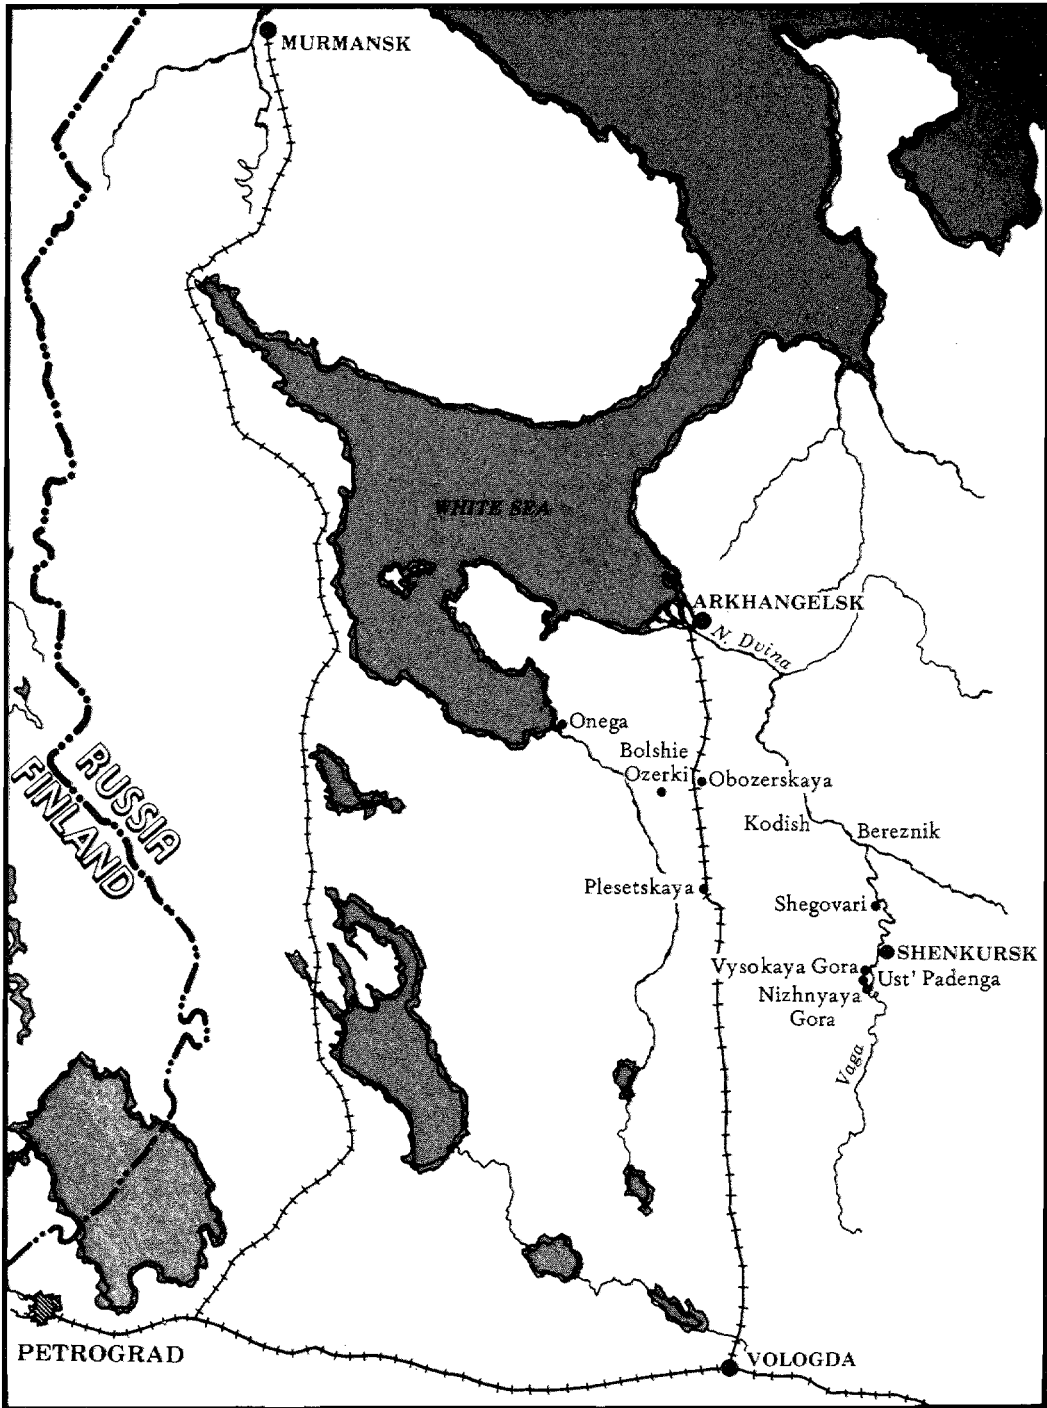 MURMANSK
WHITE SEA
ARKHANGELSK
N. Dvina
Onega
Bolshie
Ozerki
Obozerskaya
RUSSIA
FINLAND
Kodish
Bereznik
Plesetskaya
Shegovari
SHENKURSK
Vysokaya Gora
Ust' Padenga
Nizhnyaya
Gora
Vaga
PETROGRAD
VOLOGDA